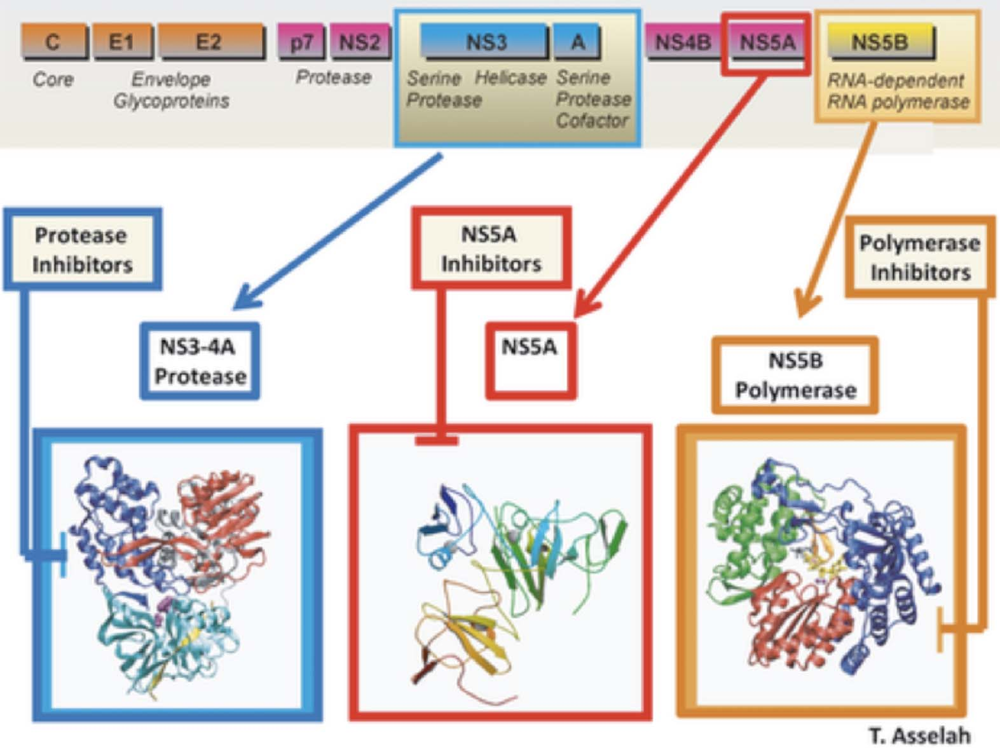 C
E1
E2
p7
NS2
NS3
A
NS4B
NS5A
NS5B
Core
Envelope
Glycoproteins
Protease
Serine
Protease
Helicase
Serine
Protease
Cofactor
RNA-dependent
RNA polymerase
Protease
Inhibitors
NS5A
Inhibitors
Polymerase
Inhibitors
NS3-4A
Protease
NS5A
NS5B
Polymerase
T. Asselah